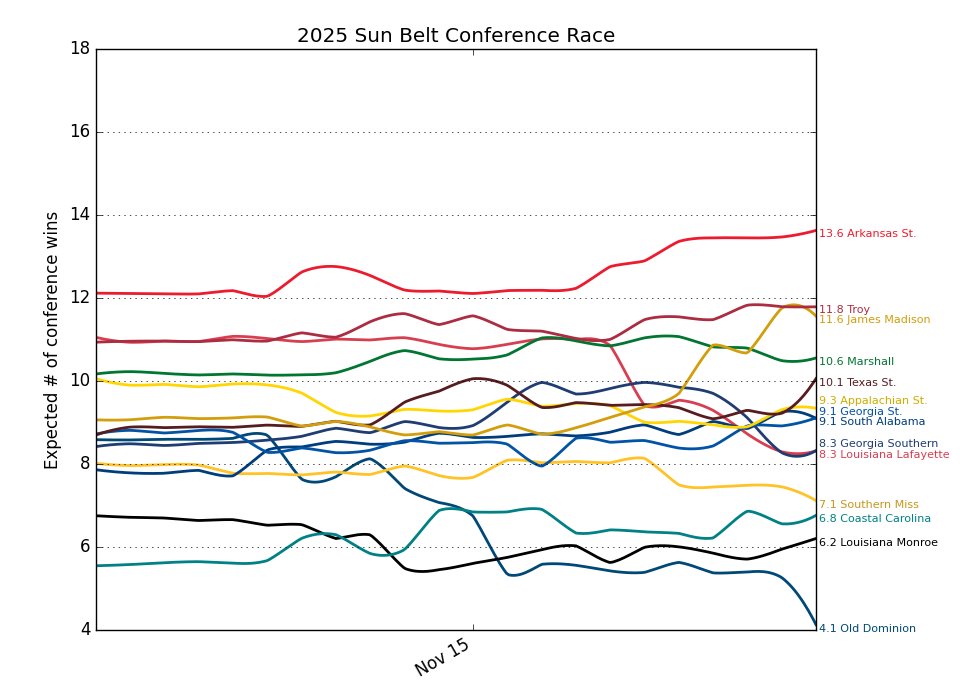 2025 Sun Belt Conference Race
Expected # of conference wins
18
16
14
12
10
8
6
4
Nov 15
13.6 Arkansas St.
11.8 Troy
11.6 James Madison
10.6 Marshall
10.1 Texas St.
9.3 Appalachian St.
9.1 Georgia St.
9.1 South Alabama
8.3 Georgia Southern
8.3 Louisiana Lafayette
7.1 Southern Miss
6.8 Coastal Carolina
6.2 Louisiana Monroe
4.1 Old Dominion